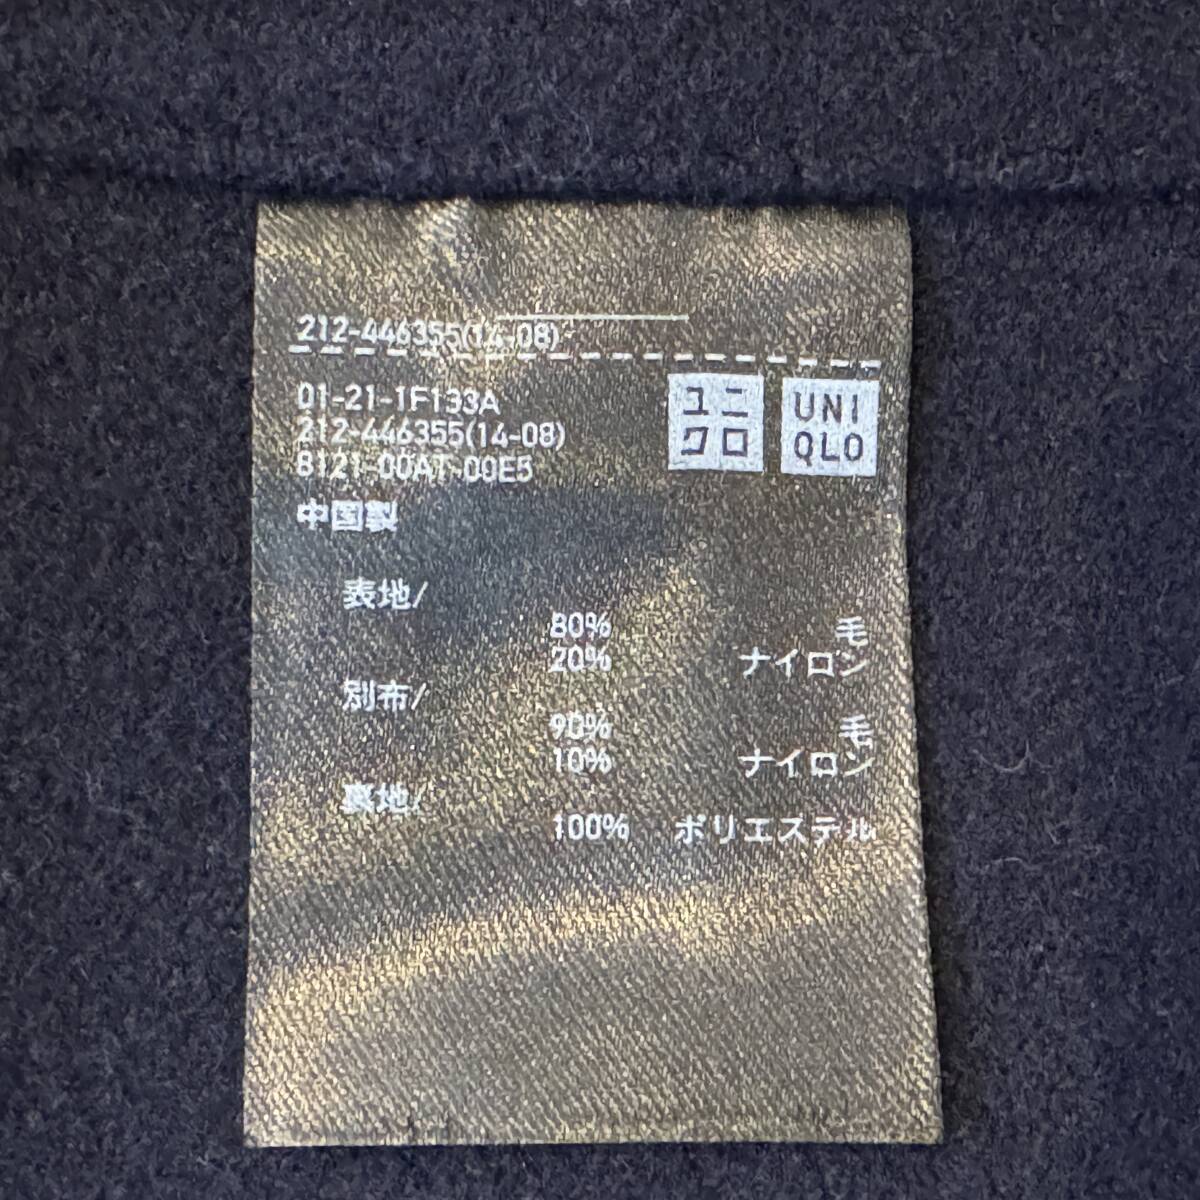 212-446355(14-08)
01-21-1F133A
212-446355(14-08)
8121-00AT-00E5
ユニ
クロ
UNI
QLO
中国製
表地/
80% 毛
20% ナイロン
別布/
90% 毛
10% ナイロン
裏地/
100% ポリエステル